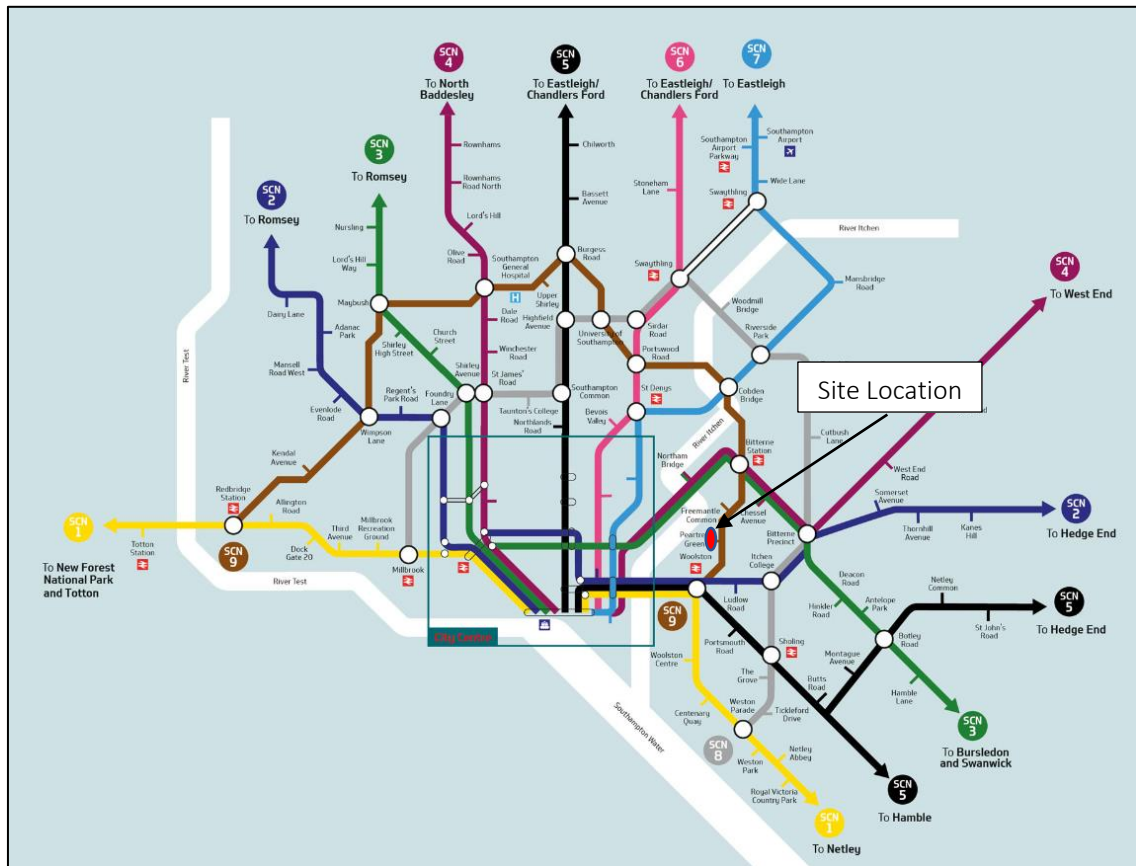 SCN
4
To North
Baddesley
SCN
5
To Eastleigh/
Chandlers Ford
SCN
6
To Eastleigh/
Chandlers Ford
SCN
7
To Eastleigh
SCN
3
To Romsey
SCN
2
To Romsey
Rownhams
Rownhams
Road North
Lord's Hill
Olive
Road
Chilworth
Bassett
Avenue
Stoneham
Lane
Southampton
Airport
Parkway
Southampton
Airport
Wide Lane
Swaythling
River Itchen
Nursling
Lord's Hill
Way
Maybush
Southampton
General
Hospital
H
Upper
Shirley
Burgess
Road
Swaythling
Mansbridge
Road
SCN
4
To West End
Dairy Lane
Adanac
Park
Mansell
Road West
Evenlode
Road
River Test
Church
Street
Shirley
High Street
Shirley
Avenue
Dale
Road
Winchester
Road
St James'
Road
Highfield
Avenue
University of
Southampton
Sirdar
Road
Portswood
Road
Woodmill
Bridge
Riverside
Park
Regent's
Park Road
Foundry
Lane
Wimpson
Lane
Taunton's College
Southampton
Common
Northlands
Road
St Denys
Bevois
Valley
Cobden
Bridge
River Itchen
Site Location
Cutbush
Lane
Kendal
Avenue
Redbridge
Station
Allington
Road
Northam
Bridge
Bitterne
Station
West End
Road
Somerset
Avenue
Thornhill
Avenue
Kanes
Hill
SCN
2
To Hedge End
SCN
1
Totton
Station
To New Forest
National Park
and Totton
SCN
9
Dock
Gate 20
Third
Avenue
Millbrook
Recreation
Ground
Millbrook
River Test
City Centre
Freemantle
Common
Chessel
Avenue
Peartree
Green
Woolston
Bitterne
Precinct
Itchen
College
SCN
9
Ludlow
Road
Deacon
Road
Hinkler
Road
Antelope
Park
Netley
Common
St John's
Road
SCN
5
To Hedge End
Woolston
Centre
Portsmouth
Road
Sholing
Botley
Road
Montague
Avenue
Butts
Road
The
Grove
Hamble
Lane
Centenary
Quay
Weston
Parade
Tickleford
Drive
SCN
8
Weston
Park
Netley
Abbey
Royal Victoria
Country Park
Southampton Water
SCN
3
To Bursledon
and Swanwick
SCN
5
To Hamble
SCN
1
To Netley